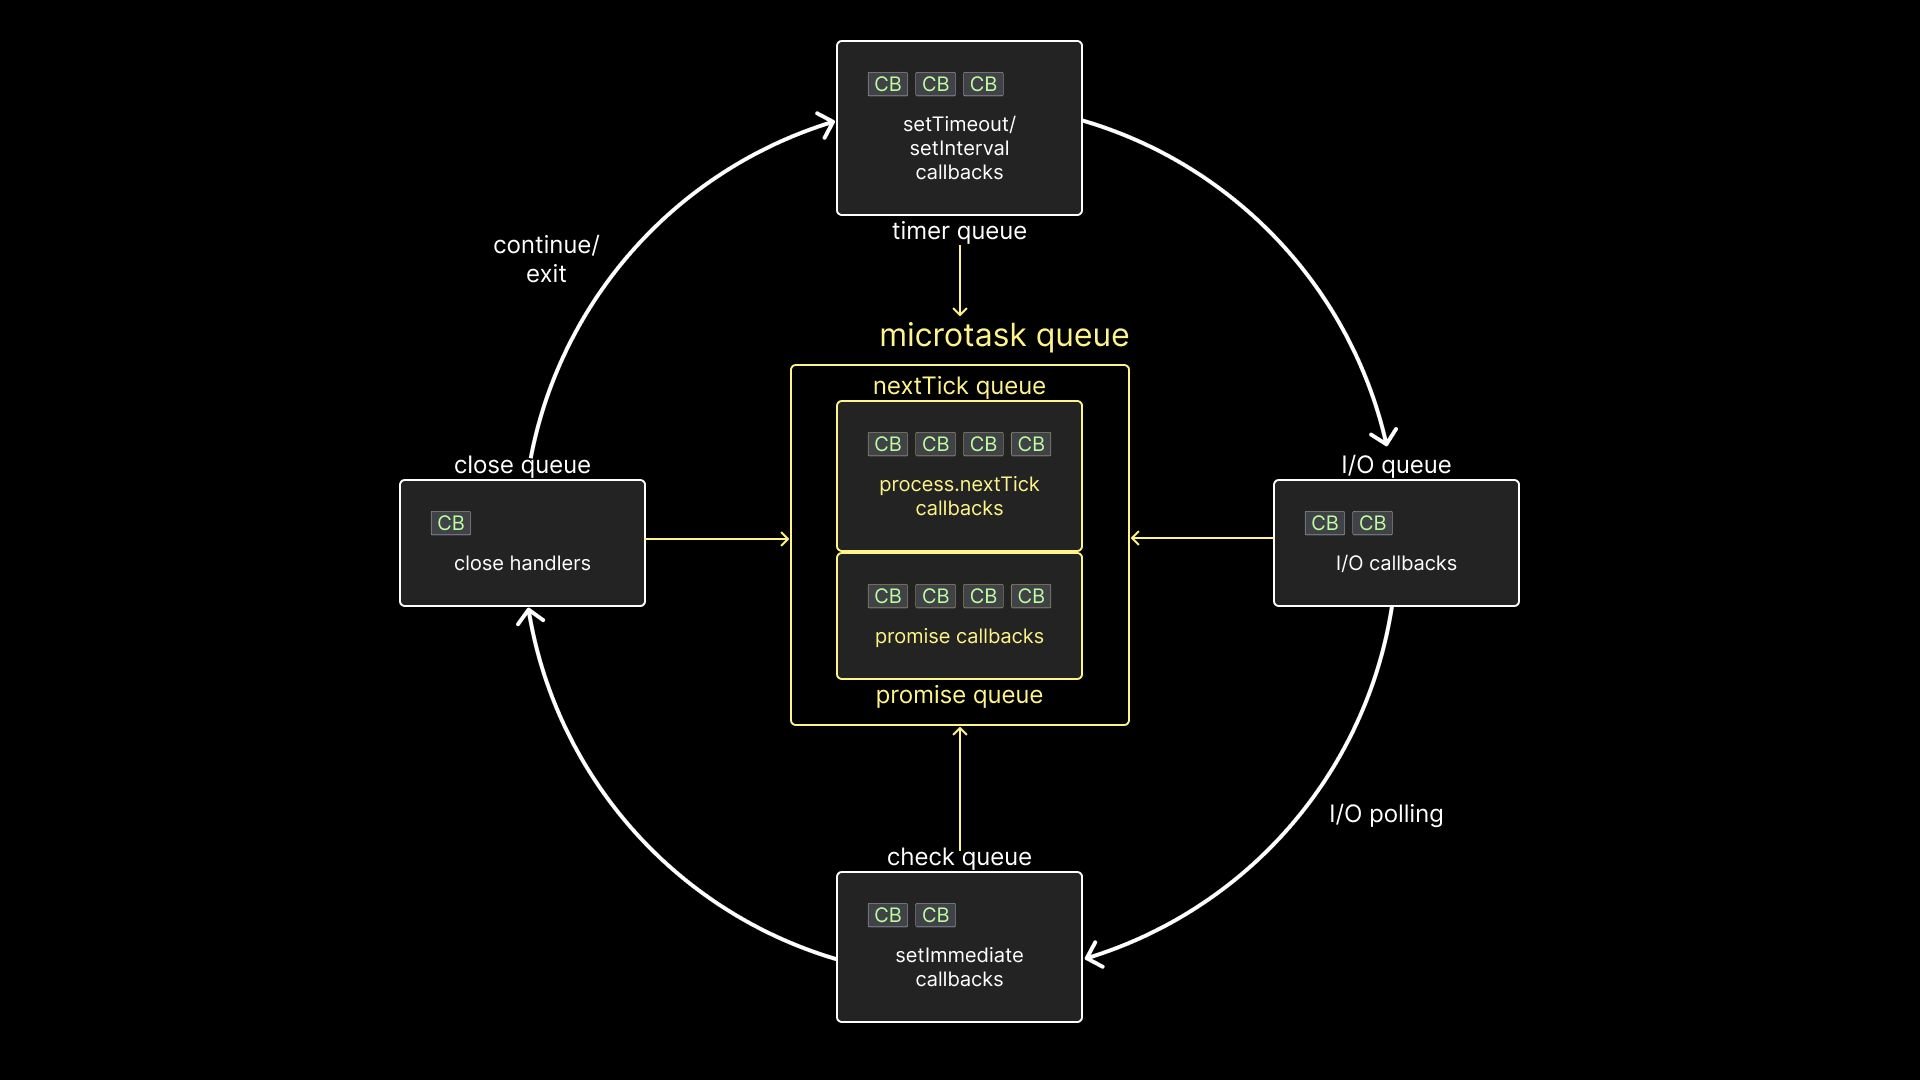 CB CB CB
setTimeout/
setInterval
callbacks
timer queue
continue/
exit
microtask queue
nextTick queue
CB CB CB CB
process.nextTick
callbacks
CB CB CB CB
promise callbacks
promise queue
close queue
CB
close handlers
I/O queue
CB CB
I/O callbacks
I/O polling
check queue
CB CB
setImmediate
callbacks